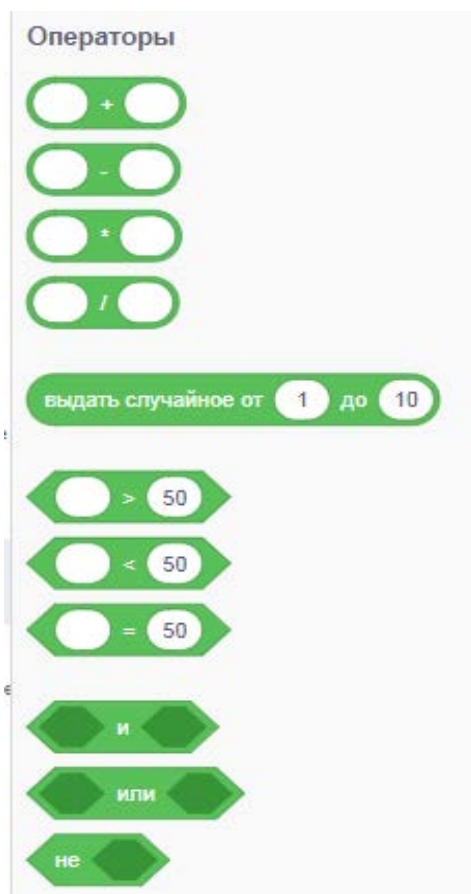 Операторы
+
-
*
/
выдать случайное от 1 до 10
> 50
< 50
= 50
и
или
не